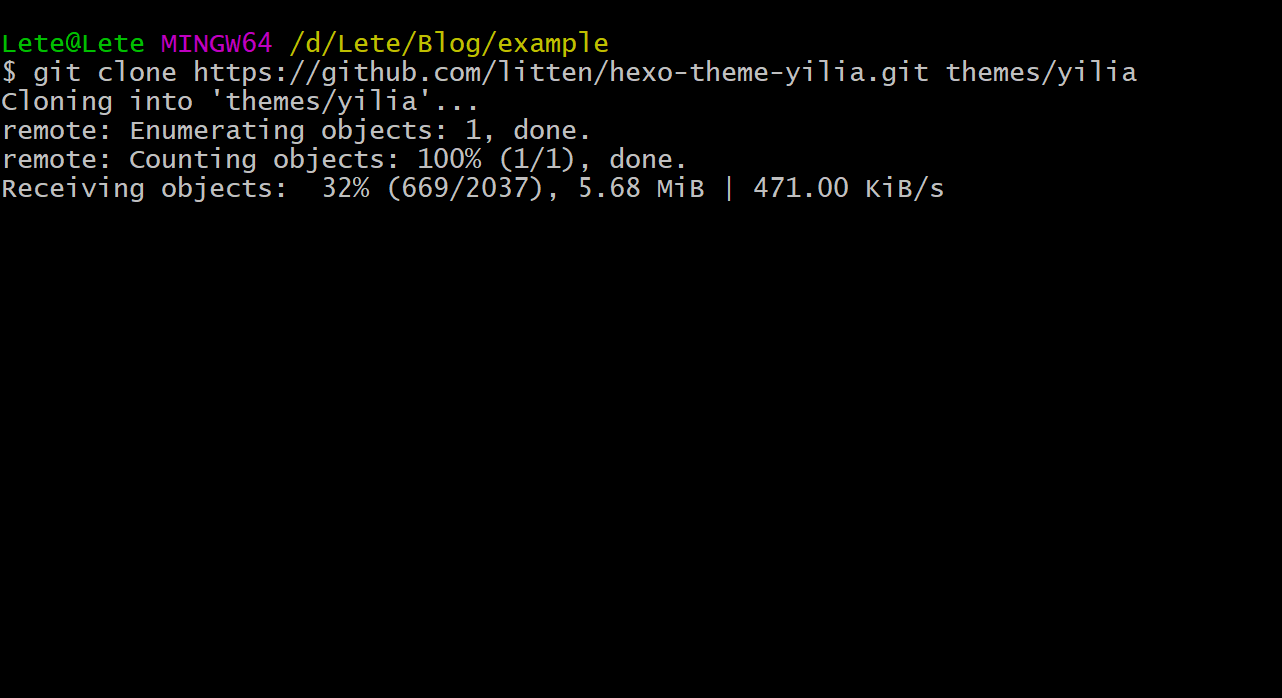 Lete@Lete MINGW64 /d/Lete/Blog/example
$ git clone https://github.com/litten/hexo-theme-yilia.git themes/yilia
Cloning into 'themes/yilia'...
remote: Enumerating objects: 1, done.
remote: Counting objects: 100% (1/1), done.
Receiving objects:  32% (669/2037), 5.68 MiB | 471.00 KiB/s